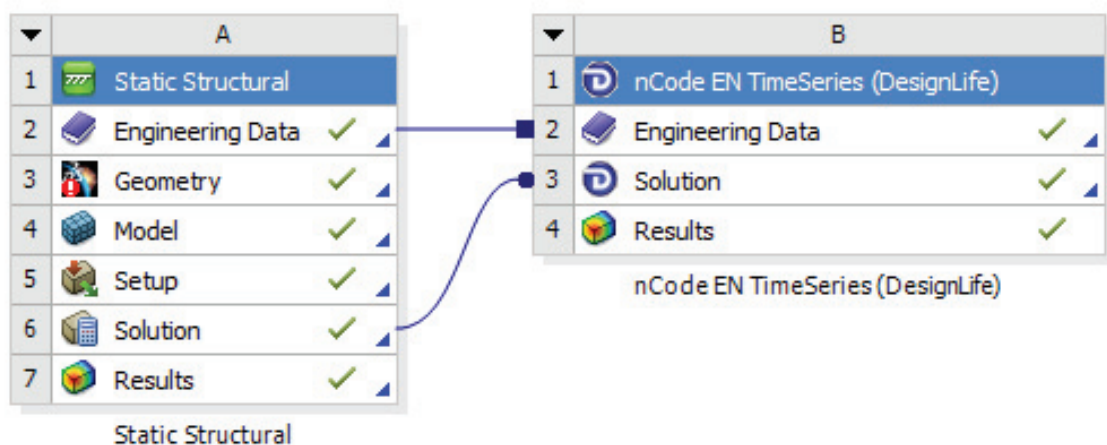 A
1 Static Structural
2 Engineering Data
3 Geometry
4 Model
5 Setup
6 Solution
7 Results
Static Structural
B
1 nCode EN TimeSeries (DesignLife)
2 Engineering Data
3 Solution
4 Results
nCode EN TimeSeries (DesignLife)